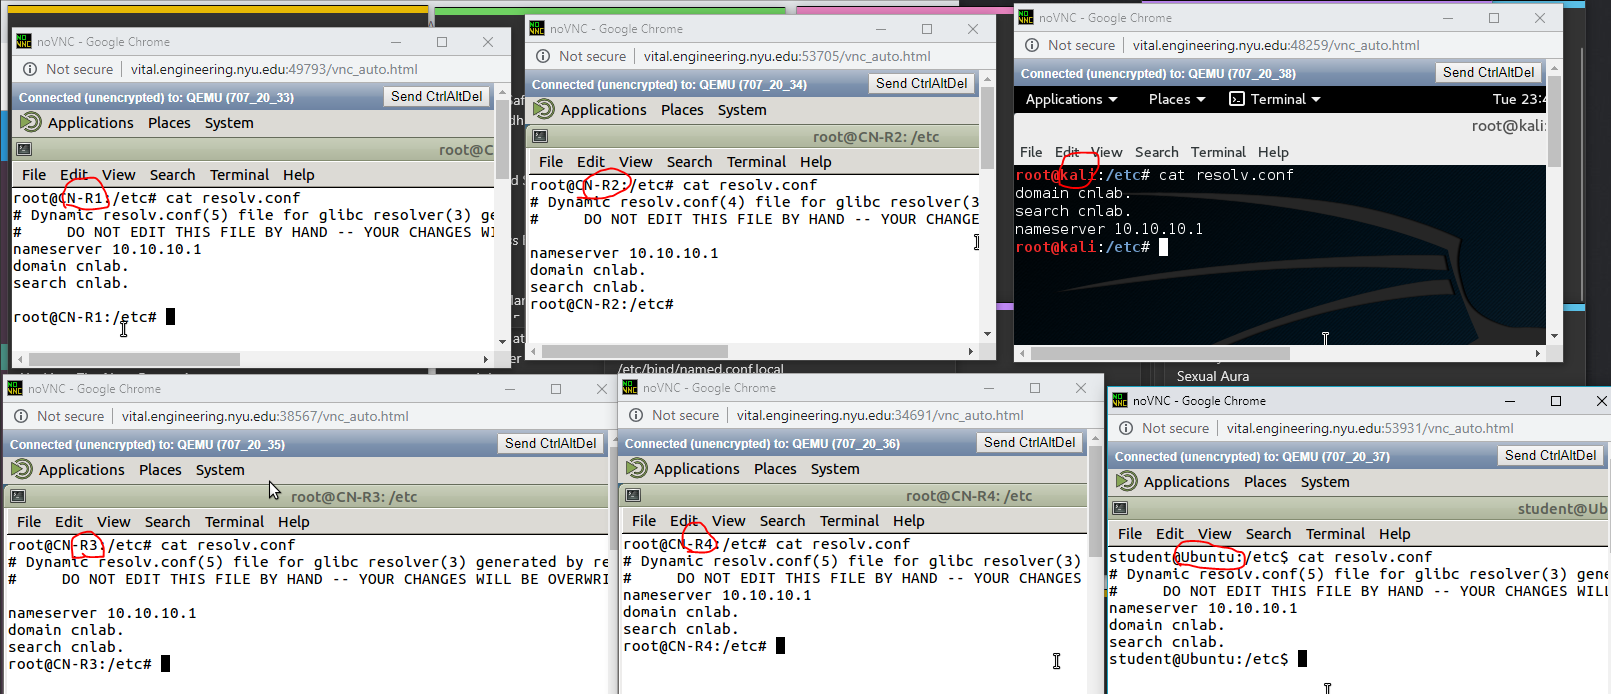 noVNC - Google Chrome
Not secure | vital.engineering.nyu.edu:49793/vnc_auto.html
Connected (unencrypted) to: QEMU (707_20_33)
Send CtrlAltDel
Applications Places System
root@C
File Edit View Search Terminal Help
root@CN-R1:/etc# cat resolv.conf
# Dynamic resolv.conf(5) file for glibc resolver(3) ge
#     DO NOT EDIT THIS FILE BY HAND -- YOUR CHANGES WI
nameserver 10.10.10.1
domain cnlab.
search cnlab.
root@CN-R1:/etc#
noVNC - Google Chrome
Not secure | vital.engineering.nyu.edu:53705/vnc_auto.html
Connected (unencrypted) to: QEMU (707_20_34)
Send CtrlAltDel
Applications Places System
root@CN-R2: /etc
File Edit View Search Terminal Help
root@CN-R2:/etc# cat resolv.conf
# Dynamic resolv.conf(4) file for glibc resolver(3
#     DO NOT EDIT THIS FILE BY HAND -- YOUR CHANGE
nameserver 10.10.10.1
domain cnlab.
search cnlab.
root@CN-R2:/etc#
noVNC - Google Chrome
Not secure | vital.engineering.nyu.edu:48259/vnc_auto.html
Connected (unencrypted) to: QEMU (707_20_38)
Send CtrlAltDel
Applications Places Terminal Tue 23:4
root@kali:
File Edit View Search Terminal Help
root@kali:/etc# cat resolv.conf
domain cnlab.
search cnlab.
nameserver 10.10.10.1
root@kali:/etc#
/etc/bind/named.conf.local
Sexual Aura
noVNC - Google Chrome
Not secure | vital.engineering.nyu.edu:38567/vnc_auto.html
Connected (unencrypted) to: QEMU (707_20_35)
Send CtrlAltDel
Applications Places System
root@CN-R3: /etc
File Edit View Search Terminal Help
root@CN-R3:/etc# cat resolv.conf
# Dynamic resolv.conf(5) file for glibc resolver(3) generated by re
#     DO NOT EDIT THIS FILE BY HAND -- YOUR CHANGES WILL BE OVERWRI
nameserver 10.10.10.1
domain cnlab.
search cnlab.
root@CN-R3:/etc#
noVNC - Google Chrome
Not secure | vital.engineering.nyu.edu:34691/vnc_auto.html
Connected (unencrypted) to: QEMU (707_20_36)
Send CtrlAltDel
Applications Places System
root@CN-R4: /etc
File Edit View Search Terminal Help
root@CN-R4:/etc# cat resolv.conf
# Dynamic resolv.conf(5) file for glibc resolver(3)
#     DO NOT EDIT THIS FILE BY HAND -- YOUR CHANGES
nameserver 10.10.10.1
domain cnlab.
search cnlab.
root@CN-R4:/etc#
noVNC - Google Chrome
Not secure | vital.engineering.nyu.edu:53931/vnc_auto.html
Connected (unencrypted) to: QEMU (707_20_37)
Send CtrlAltDel
Applications Places System
student@Ub
File Edit View Search Terminal Help
student@Ubuntu:/etc$ cat resolv.conf
# Dynamic resolv.conf(5) file for glibc resolver(3) gene
#     DO NOT EDIT THIS FILE BY HAND -- YOUR CHANGES WILL
nameserver 10.10.10.1
domain cnlab.
search cnlab.
student@Ubuntu:/etc$